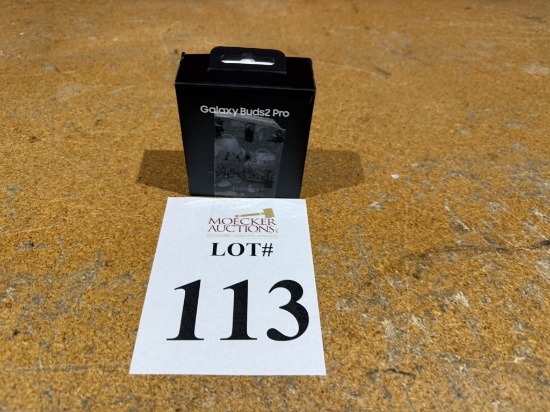 Galaxy Buds2 Pro
MOECKER
AUCTIONS
LOT#
113